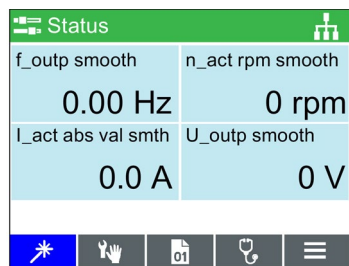 Status
f_outp smooth
n_act rpm smooth
0.00 Hz
0 rpm
I_act abs val smth
U_outp smooth
0.0 A
0 V
01